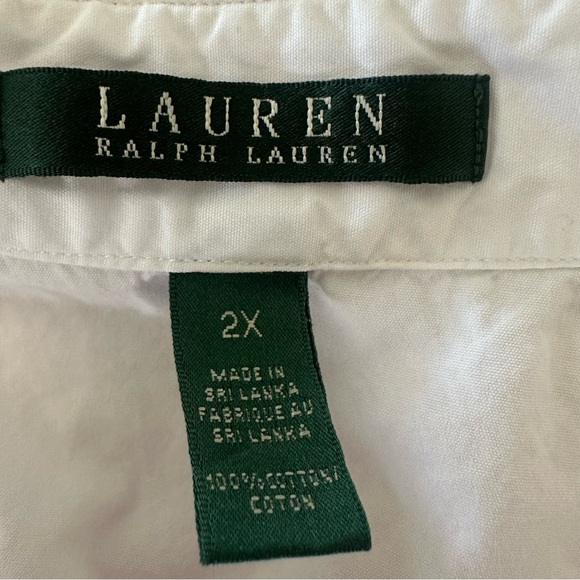 LAUREN
RALPH LAUREN
2X
MADE IN
SRI LANKA
FABRIQUE AU
SRI LANKA
100% COTTON/
COTON